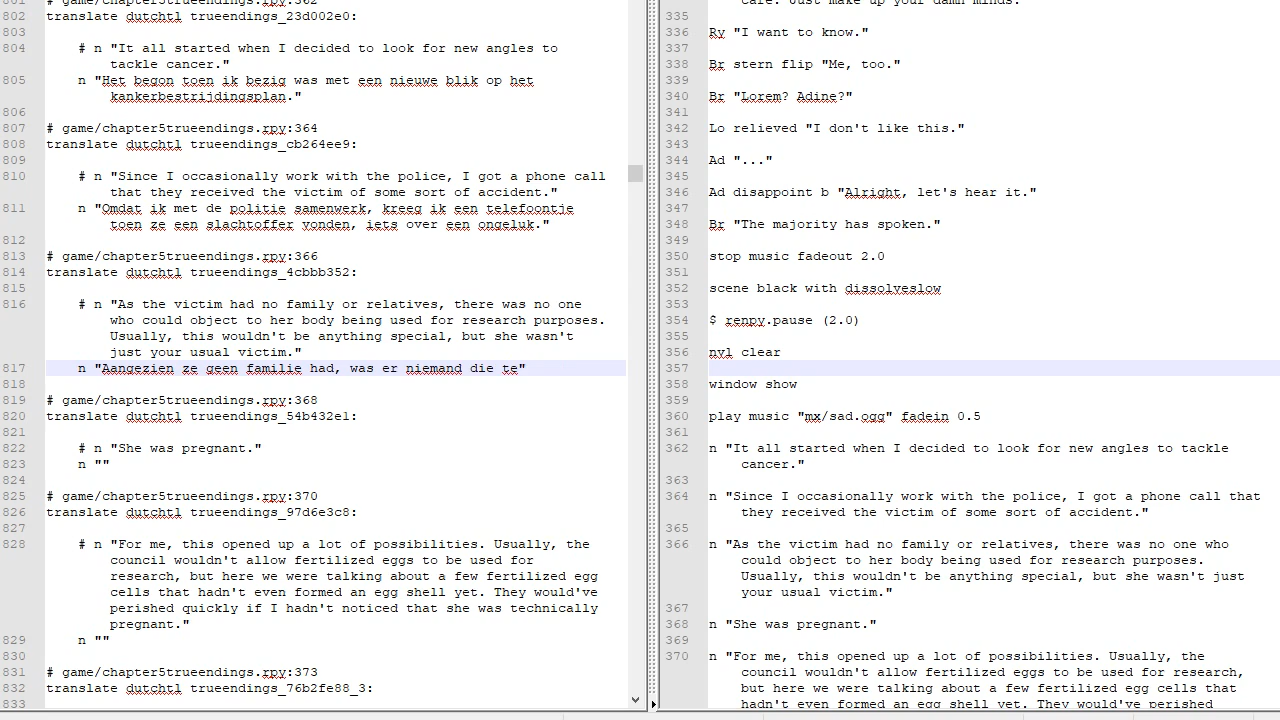 801 # game/chapter5trueendings.rpy:362
802 translate dutchtl trueendings_23d002e0:
803
804 # n "It all started when I decided to look for new angles to
tackle cancer."
805 n "Het begon toen ik bezig was met een nieuwe blik op het
kankerbestrijdingsplan."
806
807 # game/chapter5trueendings.rpy:364
808 translate dutchtl trueendings_cb264ee9:
809
810 # n "Since I occasionally work with the police, I got a phone call
that they received the victim of some sort of accident."
811 n "Omdat ik met de politie samenwerk, kreeg ik een telefoontje
toen ze een slachtoffer vonden, iets over een ongeluk."
812
813 # game/chapter5trueendings.rpy:366
814 translate dutchtl trueendings_4cbbb352:
815
816 # n "As the victim had no family or relatives, there was no one
who could object to her body being used for research purposes.
Usually, this wouldn't be anything special, but she wasn't
just your usual victim."
817 n "Aangezien ze geen familie had, was er niemand die te"
818
819 # game/chapter5trueendings.rpy:368
820 translate dutchtl trueendings_54b432e1:
821
822 # n "She was pregnant."
823 n ""
824
825 # game/chapter5trueendings.rpy:370
826 translate dutchtl trueendings_97d6e3c8:
827
828 # n "For me, this opened up a lot of possibilities. Usually, the
council wouldn't allow fertilized eggs to be used for
research, but here we were talking about a few fertilized egg
cells that hadn't even formed an egg shell yet. They would've
perished quickly if I hadn't noticed that she was technically
pregnant."
829 n ""
830
831 # game/chapter5trueendings.rpy:373
832 translate dutchtl trueendings_76b2fe88_3:
833
care. Just make up your damn minds."
335
336 Ry "I want to know."
337
338 Br stern flip "Me, too."
339
340 Br "Lorem? Adine?"
341
342 Lo relieved "I don't like this."
343
344 Ad "..."
345
346 Ad disappoint b "Alright, let's hear it."
347
348 Br "The majority has spoken."
349
350 stop music fadeout 2.0
351
352 scene black with dissolveslow
353
354 $ renpy.pause (2.0)
355
356 nvl clear
357
358 window show
359
360 play music "mx/sad.ogg" fadein 0.5
361
362 n "It all started when I decided to look for new angles to tackle
cancer."
363
364 n "Since I occasionally work with the police, I got a phone call that
they received the victim of some sort of accident."
365
366 n "As the victim had no family or relatives, there was no one who
could object to her body being used for research purposes.
Usually, this wouldn't be anything special, but she wasn't just
your usual victim."
367
368 n "She was pregnant."
369
370 n "For me, this opened up a lot of possibilities. Usually, the
council wouldn't allow fertilized eggs to be used for research,
but here we were talking about a few fertilized egg cells that
hadn't even formed an egg shell yet. They would've perished